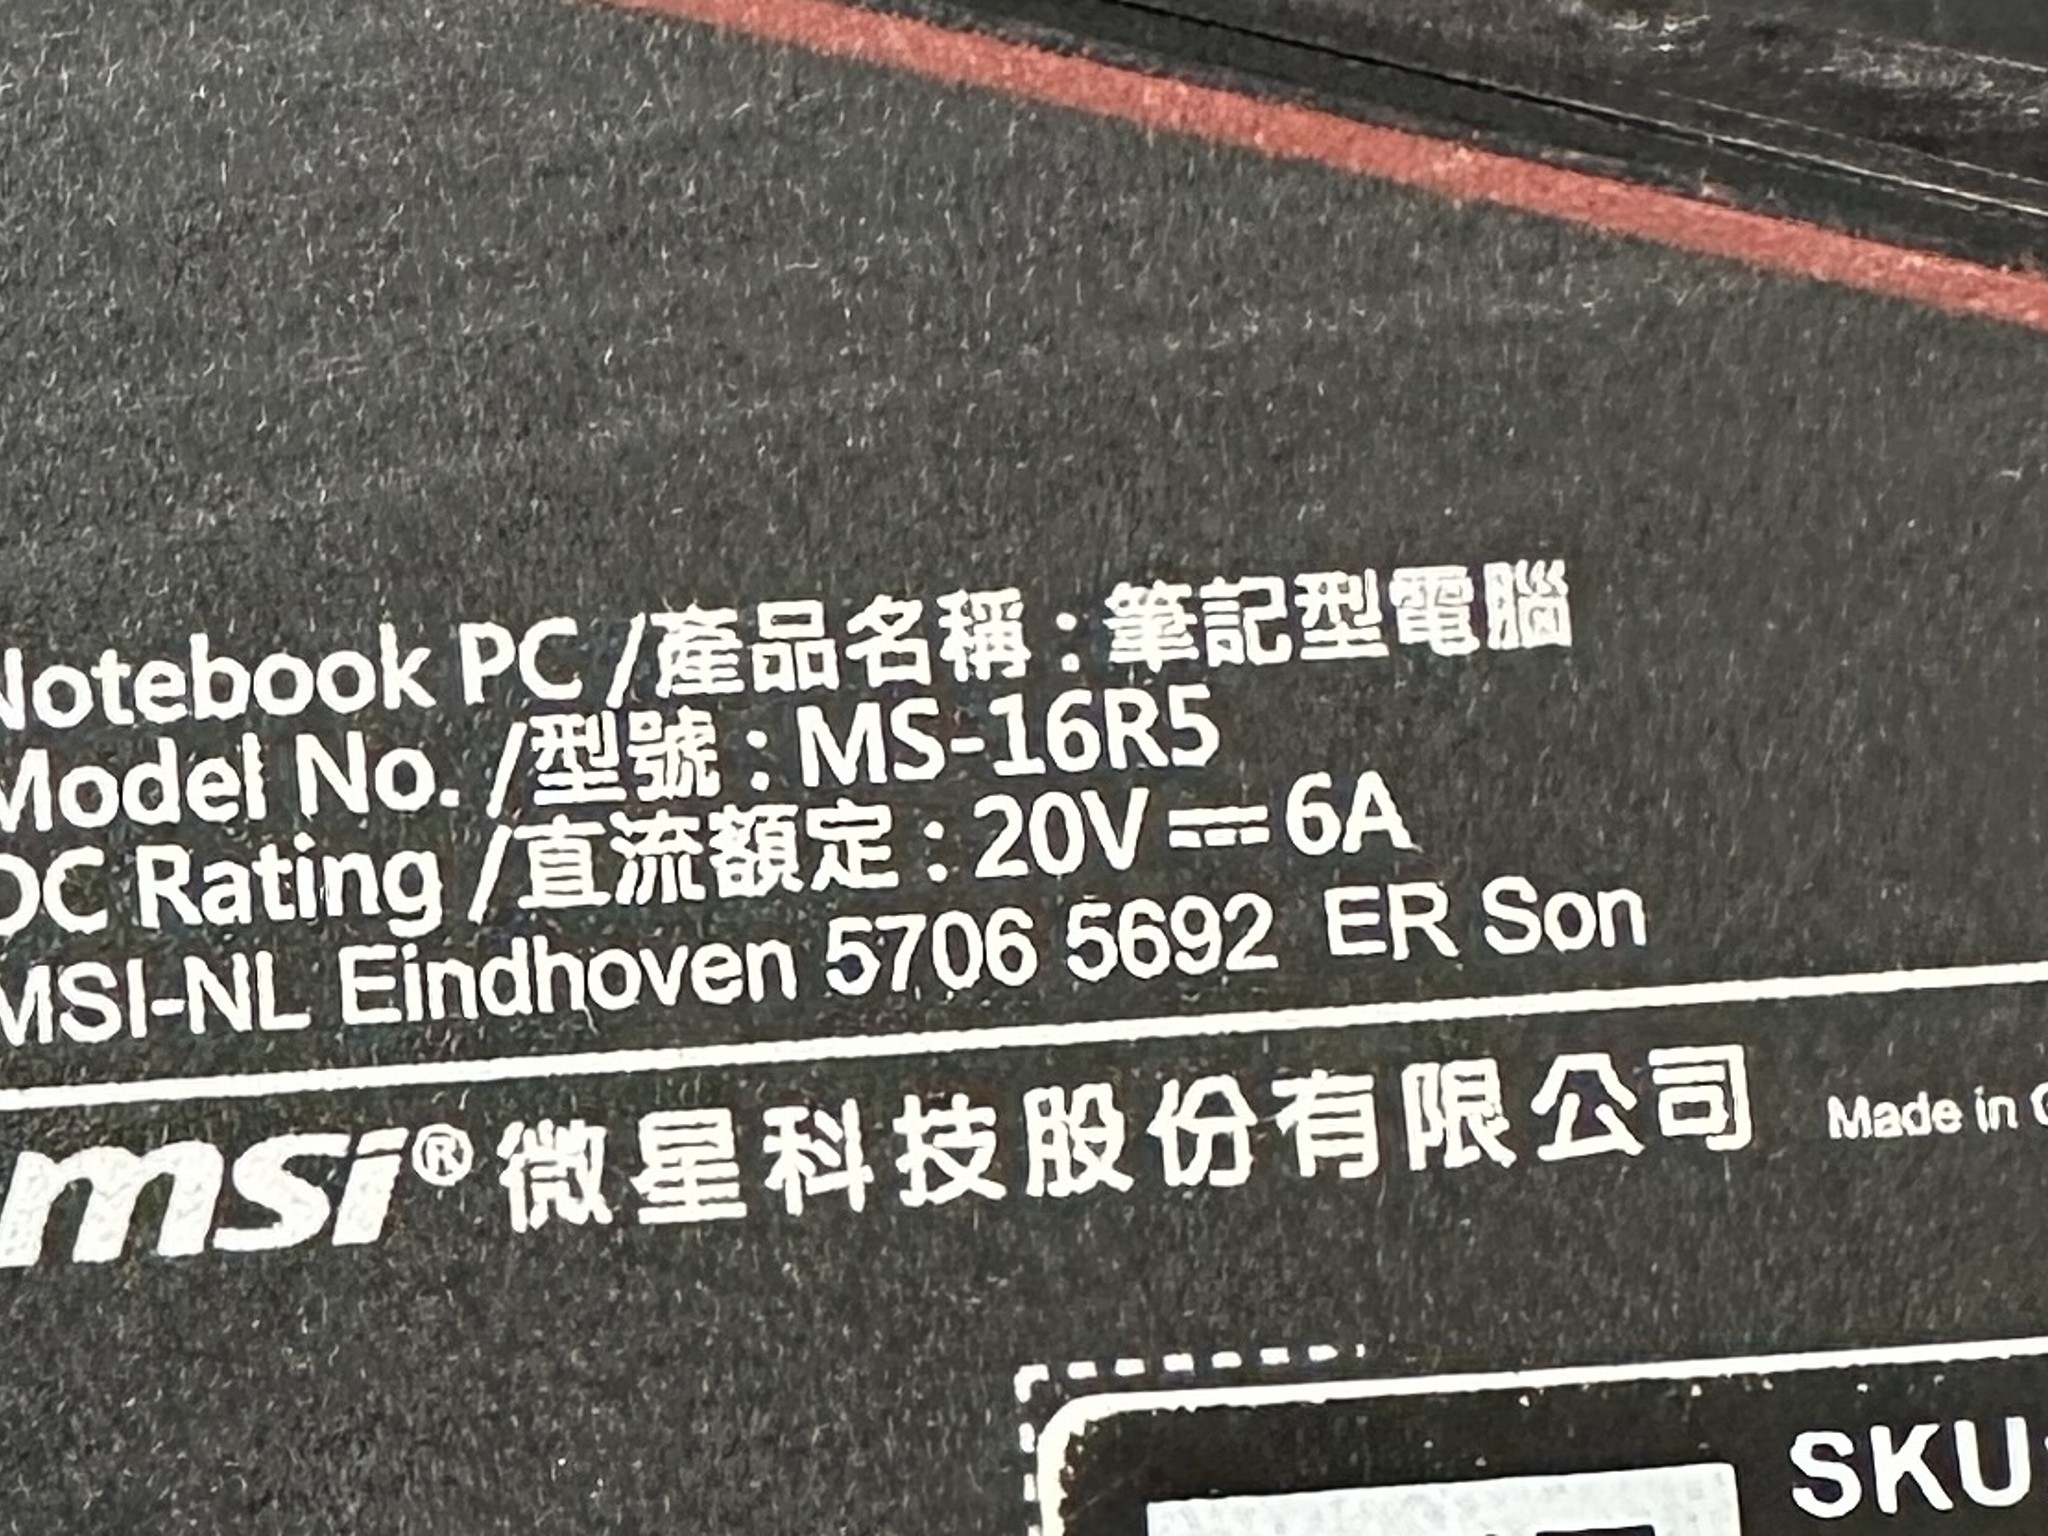 Notebook PC /產品名稱 : 筆記型電腦
Model No. /型號 : MS-16R5
DC Rating /直流額定 : 20V ⎓ 6A
MSI-NL Eindhoven 5706 5692 ER Son
msi® 微星科技股份有限公司 Made in
SKU